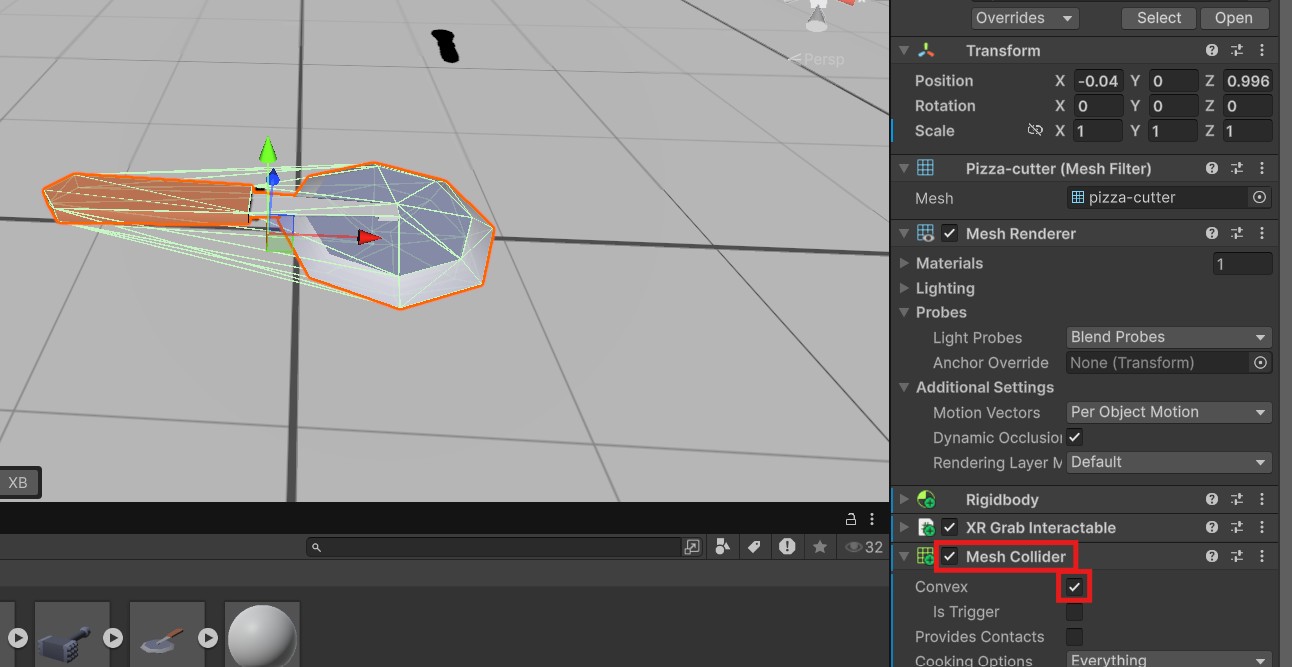 Overrides Select Open
Persp
Transform
Position X -0.04 Y 0 Z 0.996
Rotation X 0 Y 0 Z 0
Scale X 1 Y 1 Z 1
Pizza-cutter (Mesh Filter)
Mesh pizza-cutter
Mesh Renderer
Materials 1
Lighting
Probes
Light Probes Blend Probes
Anchor Override None (Transform)
Additional Settings
Motion Vectors Per Object Motion
Dynamic Occlusion
Rendering Layer M Default
XB
Rigidbody
XR Grab Interactable
32
Mesh Collider
Convex
Is Trigger
Provides Contacts
Cooking Options Everything